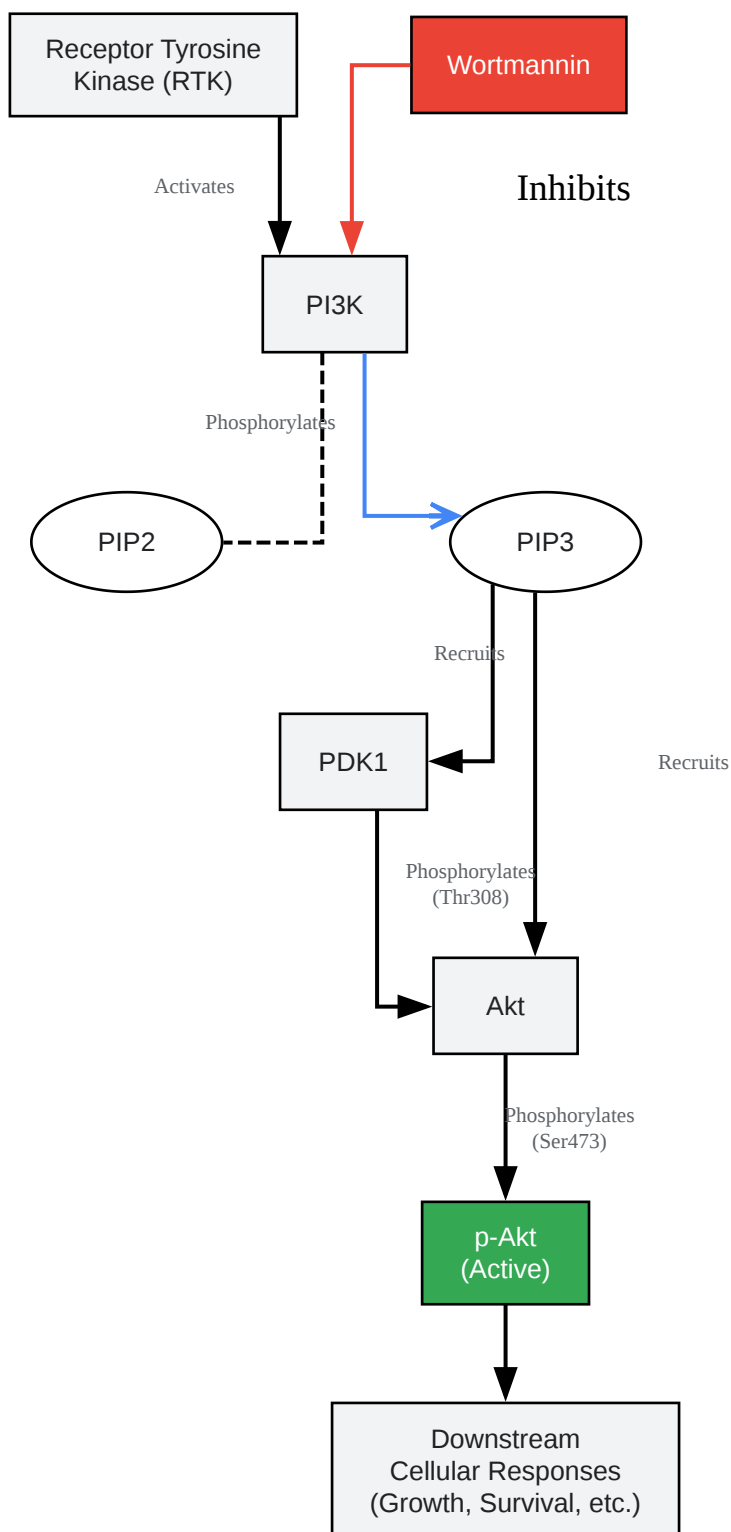 Receptor Tyrosine
Kinase (RTK)
Wortmannin
Activates
Inhibits
PI3K
Phosphorylates
PIP2
PIP3
Recruits
PDK1
Recruits
Phosphorylates
(Thr308)
Akt
Phosphorylates
(Ser473)
p-Akt
(Active)
Downstream
Cellular Responses
(Growth, Survival, etc.)